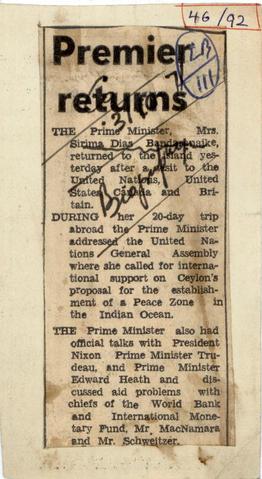 46/92
Premier
returns
III
THE Prime Minister, Mrs.
Sirima Dias Bandaranaike,
returned to the island yes-
terday after a visit to the
United Nations, United
States, Canada and Bri-
tain.
DURING her 20-day trip
abroad the Prime Minister
addressed the United Na-
tions General Assembly
where she called for interna-
tional support on Ceylon's
proposal for the establish-
ment of a Peace Zone in
the Indian Ocean.
THE Prime Minister also had
official talks with President
Nixon Prime Minister Tru-
deau, and Prime Minister
Edward Heath and dis-
cussed aid problems with
chiefs of the World Bank
and International Mone-
tary Fund, Mr. MacNamara
and Mr. Schweitzer.